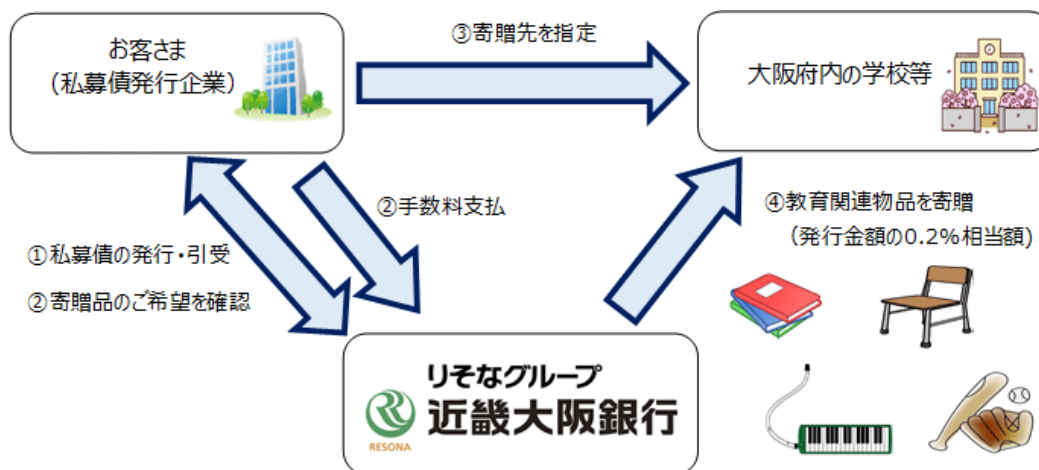 お客さま
（私募債発行企業）
③寄贈先を指定
大阪府内の学校等
②手数料支払
①私募債の発行・引受
②寄贈品のご希望を確認
④教育関連物品を寄贈
（発行金額の0.2％相当額）
りそなグループ
近畿大阪銀行
RESONA